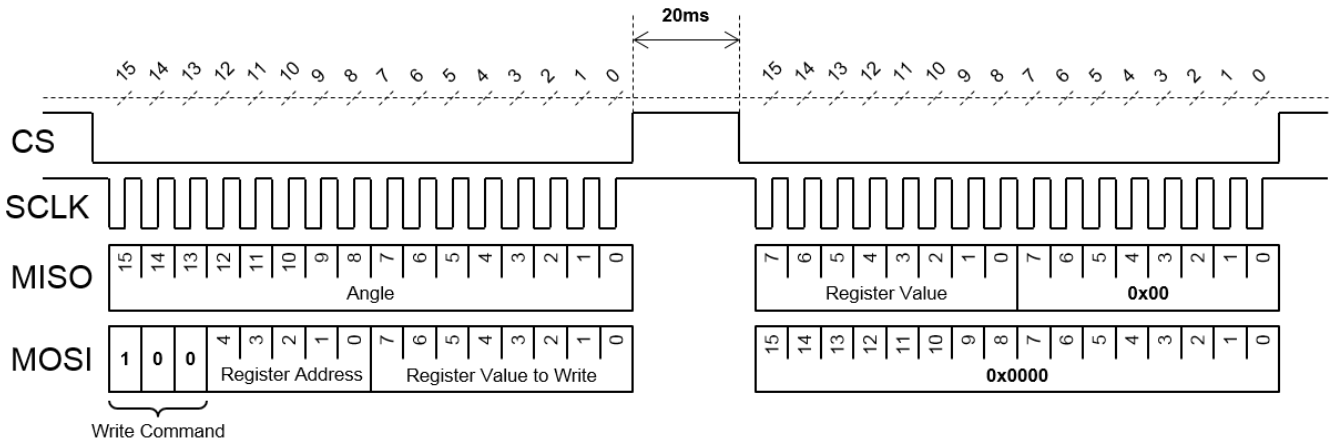 20ms
15 14 13 12 11 10 9 8 7 6 5 4 3 2 1 0 15 14 13 12 11 10 9 8 7 6 5 4 3 2 1 0
CS
SCLK
MISO 15 14 13 12 11 10 9 8 7 6 5 4 3 2 1 0 7 6 5 4 3 2 1 0 7 6 5 4 3 2 1 0
Angle Register Value 0x00
MOSI 1 0 0 4 3 2 1 0 7 6 5 4 3 2 1 0 15 14 13 12 11 10 9 8 7 6 5 4 3 2 1 0
Register Address Register Value to Write 0x0000
Write Command